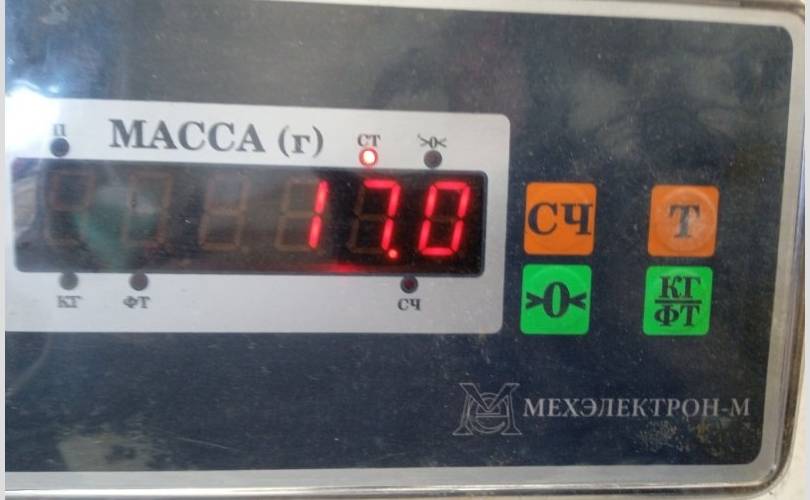 П МАССА (г) СТ >0<
17.0
КГ ФТ СЧ
СЧ Т
>0< КГ/ФТ
МЕХЭЛЕКТРОН-М